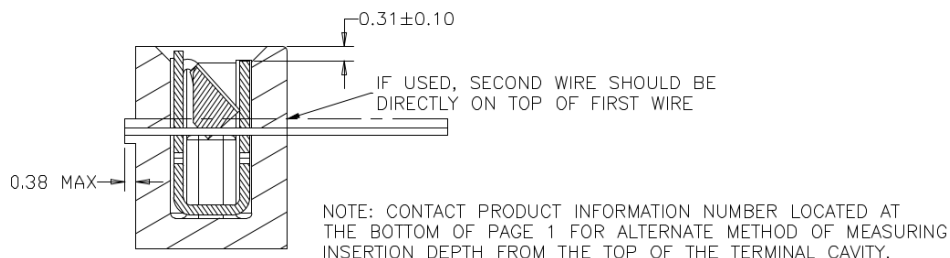 0.31±0.10
IF USED, SECOND WIRE SHOULD BE
DIRECTLY ON TOP OF FIRST WIRE
0.38 MAX
NOTE: CONTACT PRODUCT INFORMATION NUMBER LOCATED AT
THE BOTTOM OF PAGE 1 FOR ALTERNATE METHOD OF MEASURING
INSERTION DEPTH FROM THE TOP OF THE TERMINAL CAVITY.